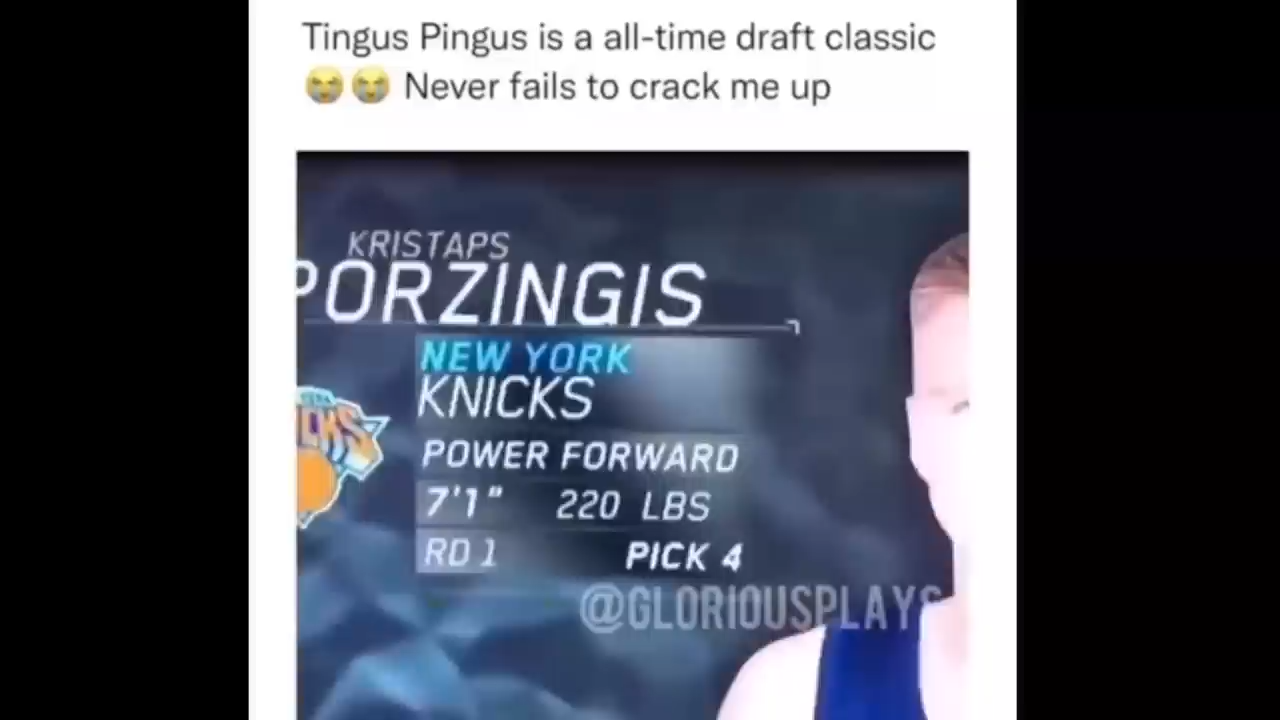 Tingus Pingus is a all-time draft classic
😭😭 Never fails to crack me up
KRISTAPS
PORZINGIS
NEW YORK
KNICKS
POWER FORWARD
7'1" 220 LBS
RD 1 PICK 4
@GLORIOUSPLAYS